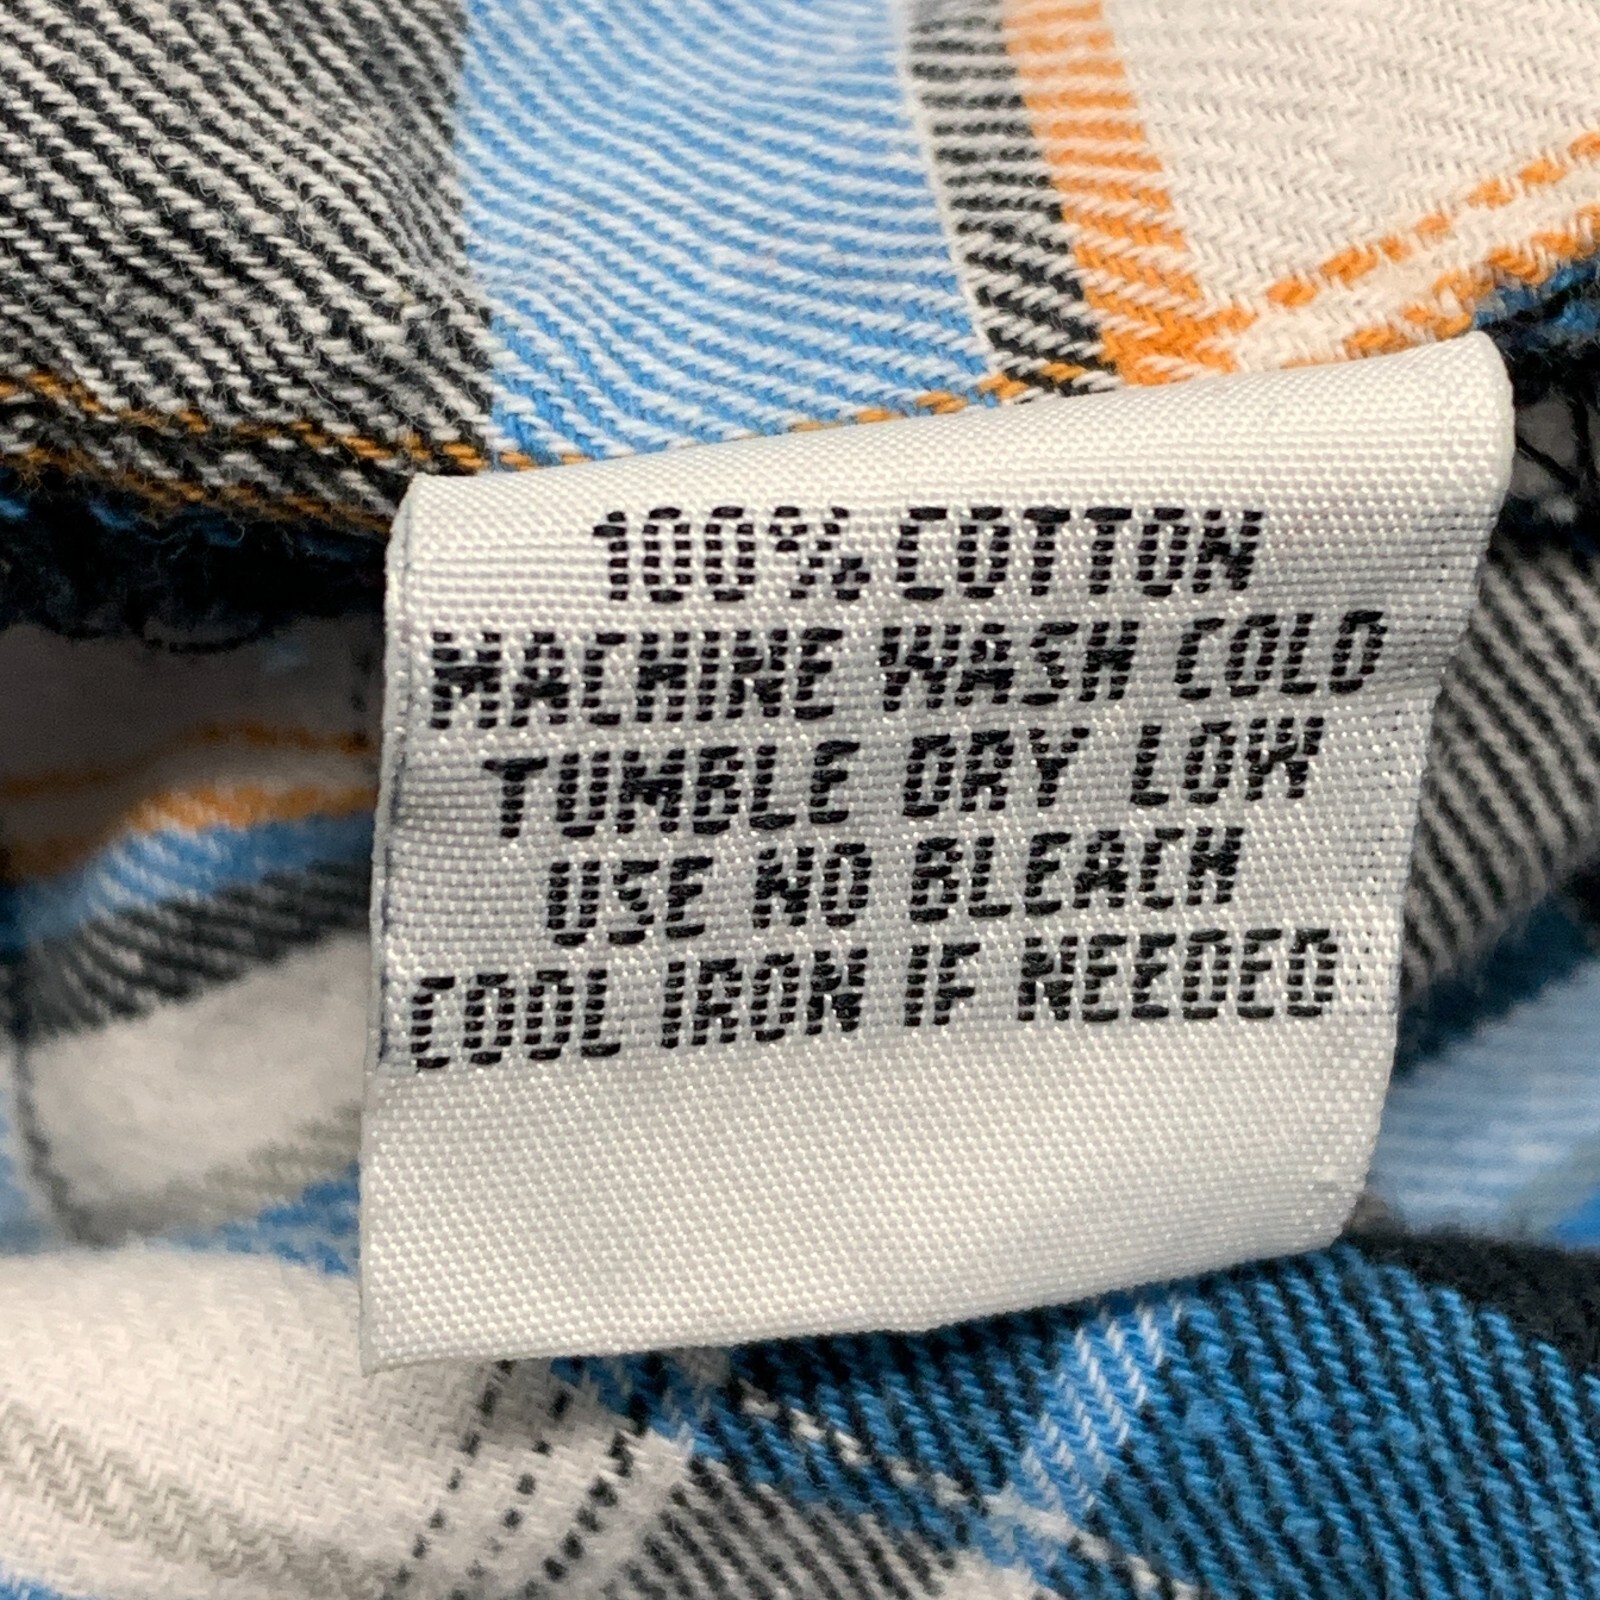 100% COTTON
MACHINE WASH COLD
TUMBLE DRY LOW
USE NO BLEACH
COOL IRON IF NEEDED